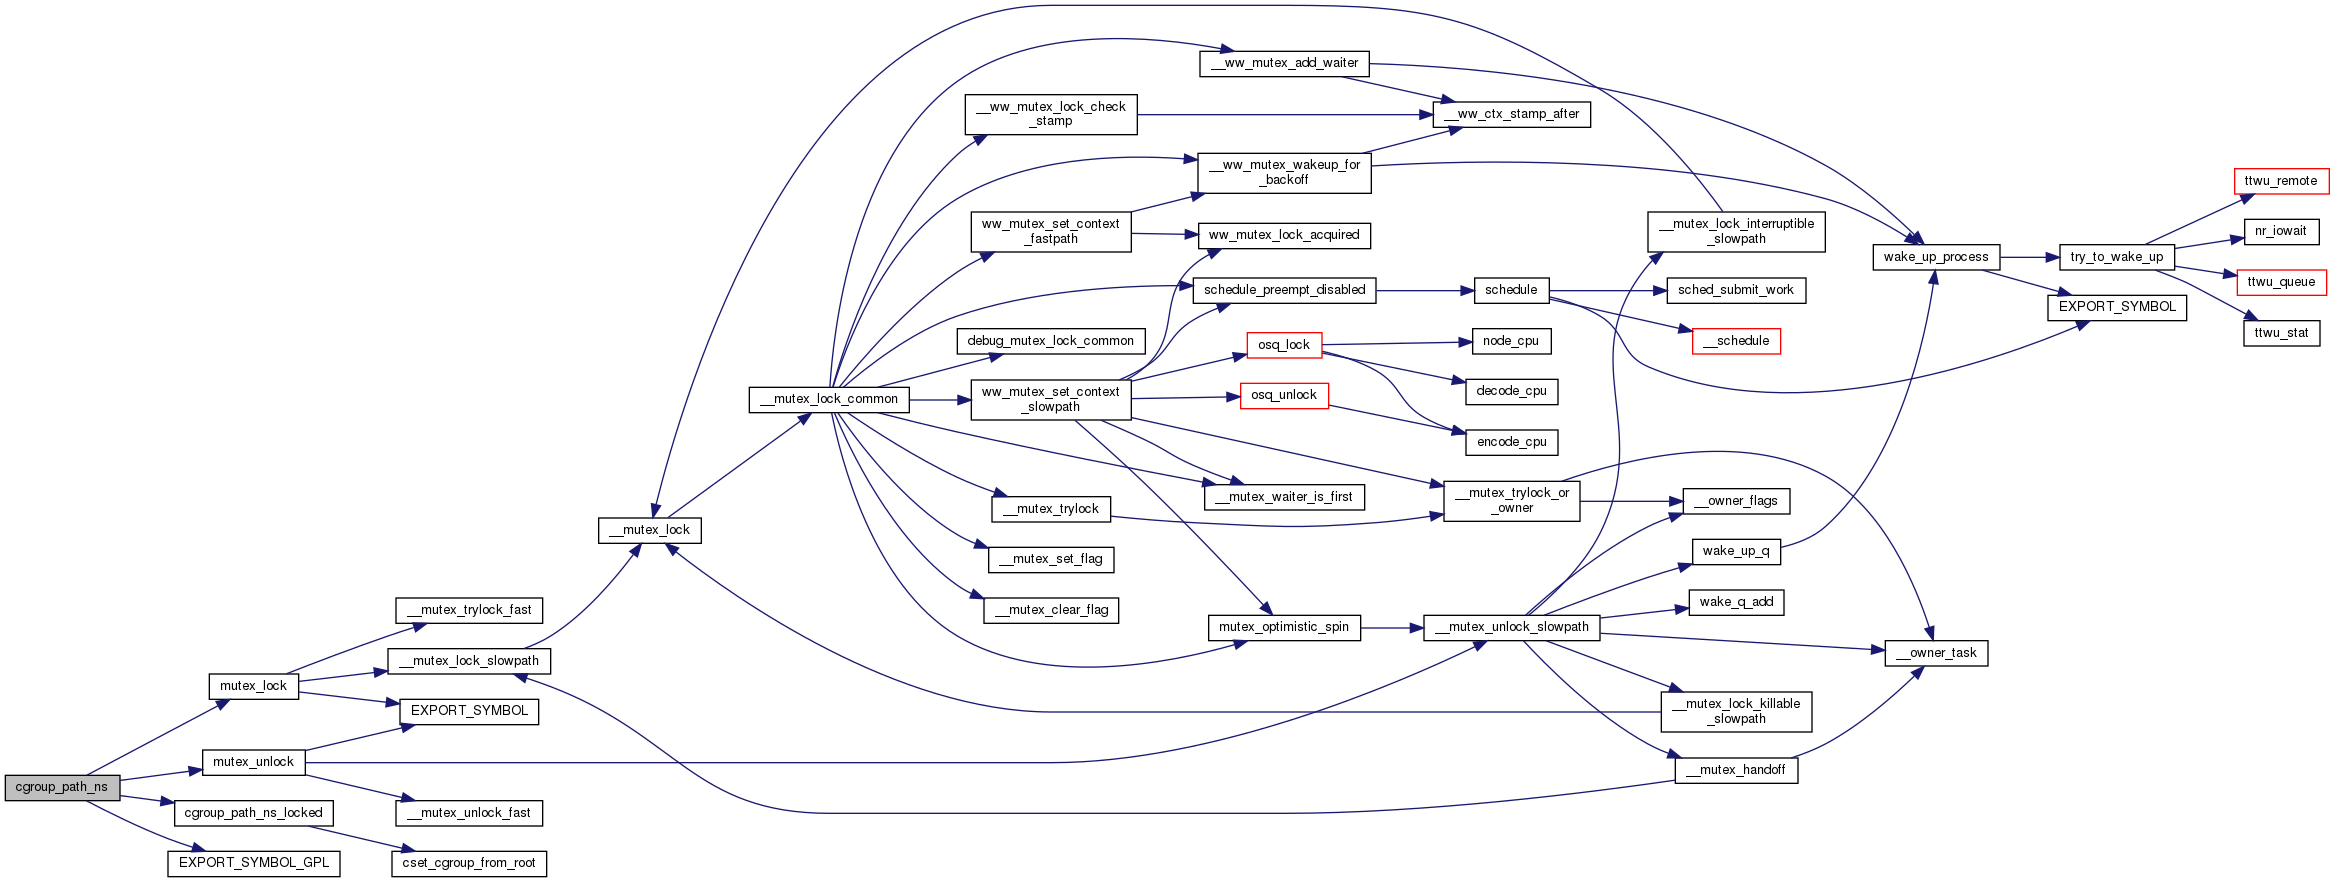 __ww_mutex_add_waiter
__ww_mutex_lock_check
_stamp
__ww_ctx_stamp_after
__ww_mutex_wakeup_for
_backoff
ttwu_remote
ww_mutex_set_context
_fastpath
ww_mutex_lock_acquired
__mutex_lock_interruptible
_slowpath
nr_iowait
wake_up_process
try_to_wake_up
schedule_preempt_disabled
schedule
sched_submit_work
ttwu_queue
EXPORT_SYMBOL
debug_mutex_lock_common
osq_lock
node_cpu
__schedule
ttwu_stat
__mutex_lock_common
ww_mutex_set_context
_slowpath
osq_unlock
decode_cpu
encode_cpu
__mutex_waiter_is_first
__mutex_trylock_or
_owner
__owner_flags
__mutex_trylock
__mutex_lock
__mutex_set_flag
wake_up_q
__mutex_trylock_fast
__mutex_clear_flag
wake_q_add
mutex_optimistic_spin
__mutex_unlock_slowpath
__owner_task
__mutex_lock_slowpath
mutex_lock
EXPORT_SYMBOL
__mutex_lock_killable
_slowpath
mutex_unlock
__mutex_handoff
cgroup_path_ns
cgroup_path_ns_locked
__mutex_unlock_fast
EXPORT_SYMBOL_GPL
cset_cgroup_from_root